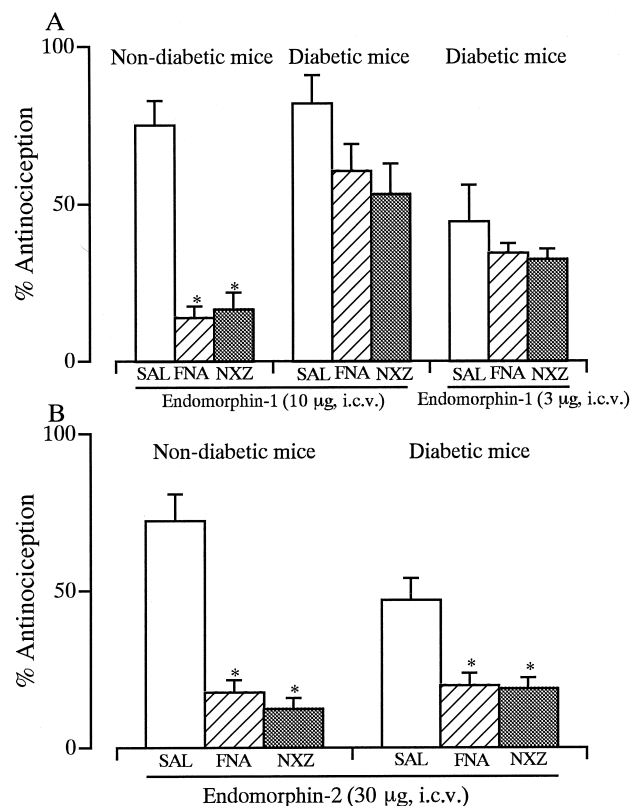 A
100
Non-diabetic mice Diabetic mice Diabetic mice
% Antinociception
50
* *
0
SAL FNA NXZ SAL FNA NXZ SAL FNA NXZ
Endomorphin-1 (10 μg, i.c.v.) Endomorphin-1 (3 μg, i.c.v.)
B
100
Non-diabetic mice Diabetic mice
% Antinociception
50
* * * *
0
SAL FNA NXZ SAL FNA NXZ
Endomorphin-2 (30 μg, i.c.v.)